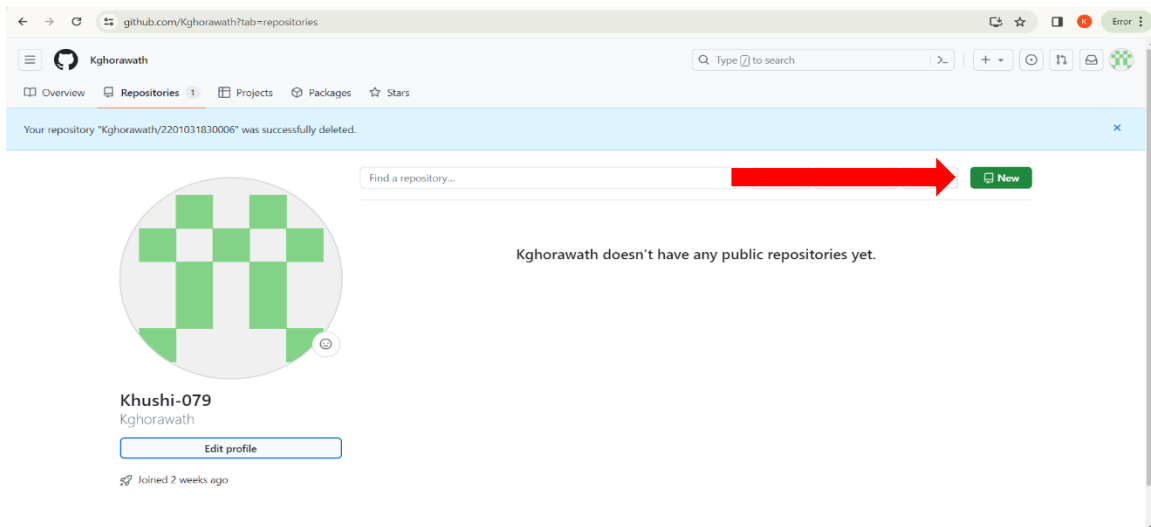 github.com/Kghorawath?tab=repositories
K
Error
Kghorawath
Type / to search
Overview
Repositories 1
Projects
Packages
Stars
Your repository "Kghorawath/2201031830006" was successfully deleted.
Find a repository...
New
Kghorawath doesn't have any public repositories yet.
Khushi-079
Kghorawath
Edit profile
Joined 2 weeks ago